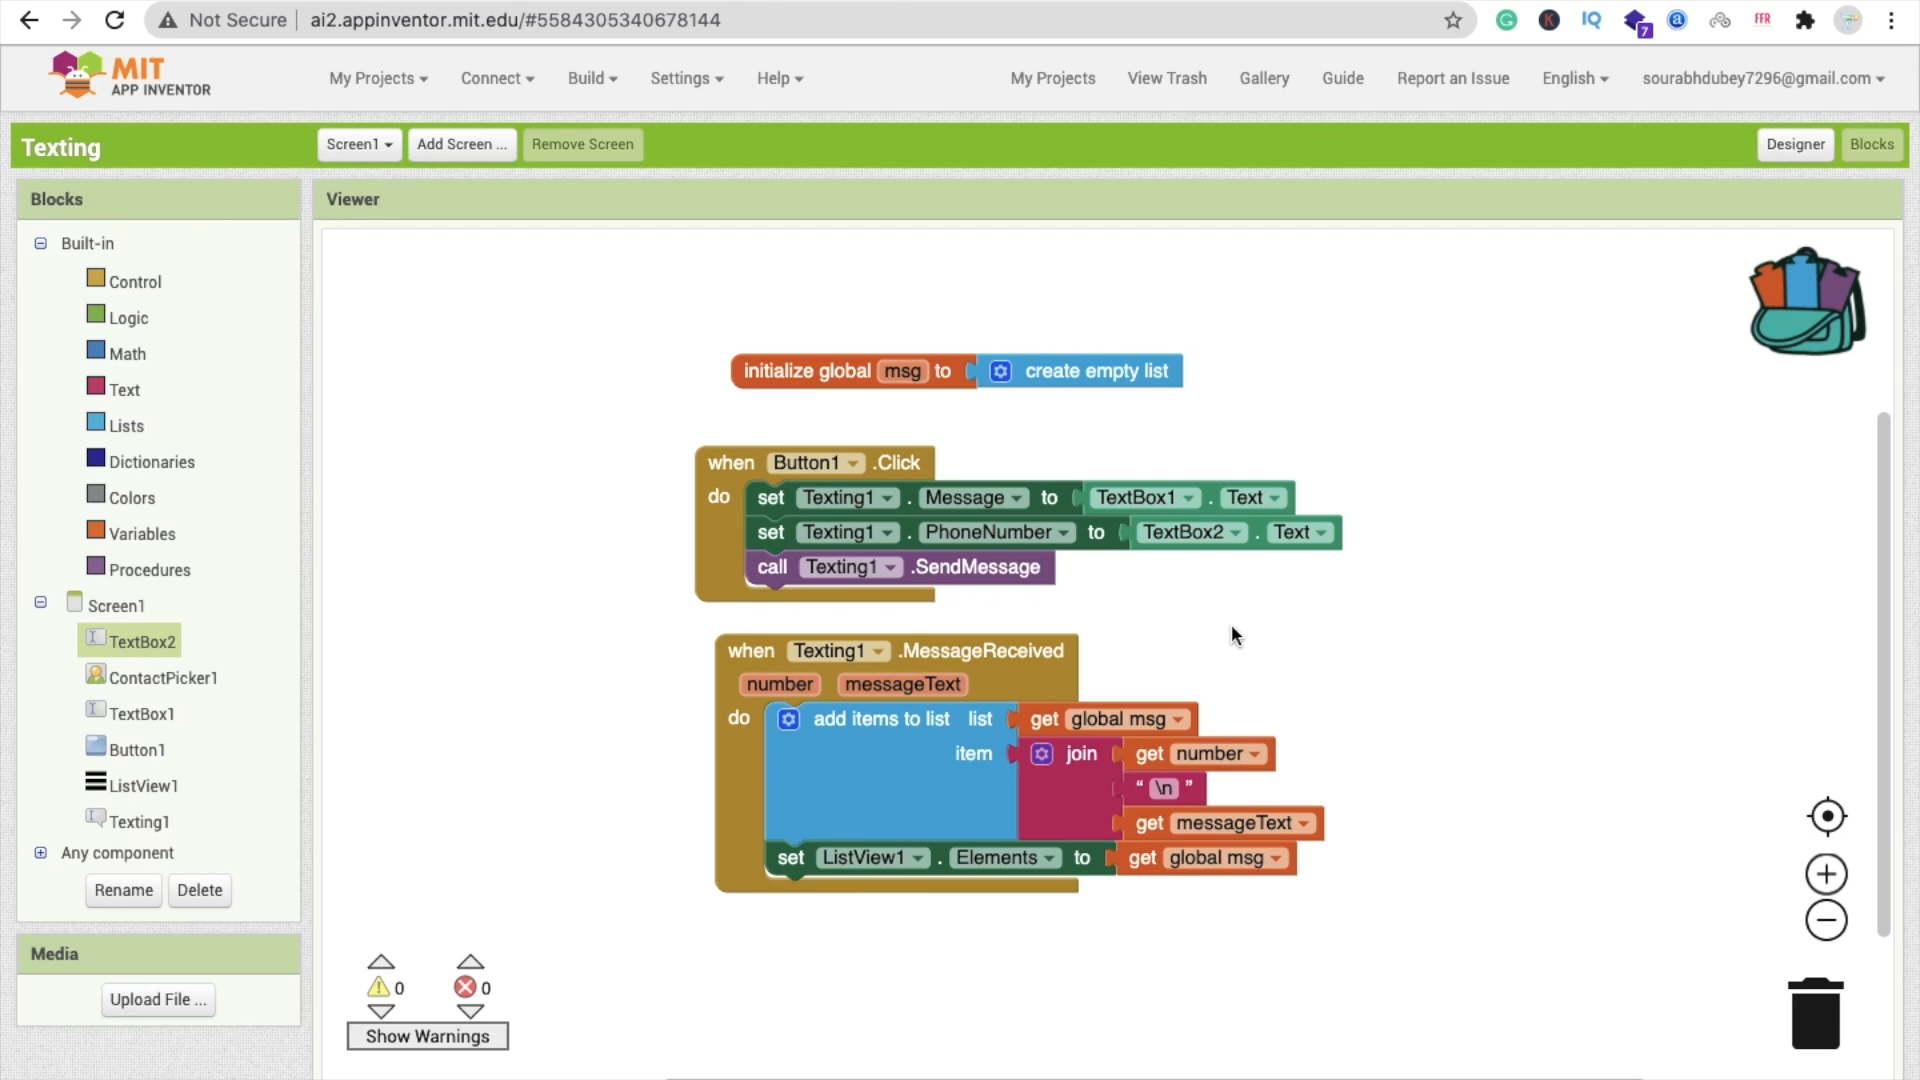 Not Secure ai2.appinventor.mit.edu/#5584305340678144
G K IQ 7 a FFR
MIT APP INVENTOR
My Projects Connect Build Settings Help My Projects View Trash Gallery Guide Report an Issue English sourabhdubey7296@gmail.com
Texting Screen1 Add Screen ... Remove Screen Designer Blocks
Blocks
Built-in
Control
Logic
Math
Text
Lists
Dictionaries
Colors
Variables
Procedures
Screen1
TextBox2
ContactPicker1
TextBox1
Button1
ListView1
Texting1
Any component
Rename Delete
Media
Upload File ...
Viewer
initialize global msg to create empty list
when Button1 .Click
do set Texting1 . Message to TextBox1 . Text
set Texting1 . PhoneNumber to TextBox2 . Text
call Texting1 .SendMessage
when Texting1 .MessageReceived
number messageText
do add items to list list get global msg
item join get number
“ \n ”
get messageText
set ListView1 . Elements to get global msg
0 0
Show Warnings